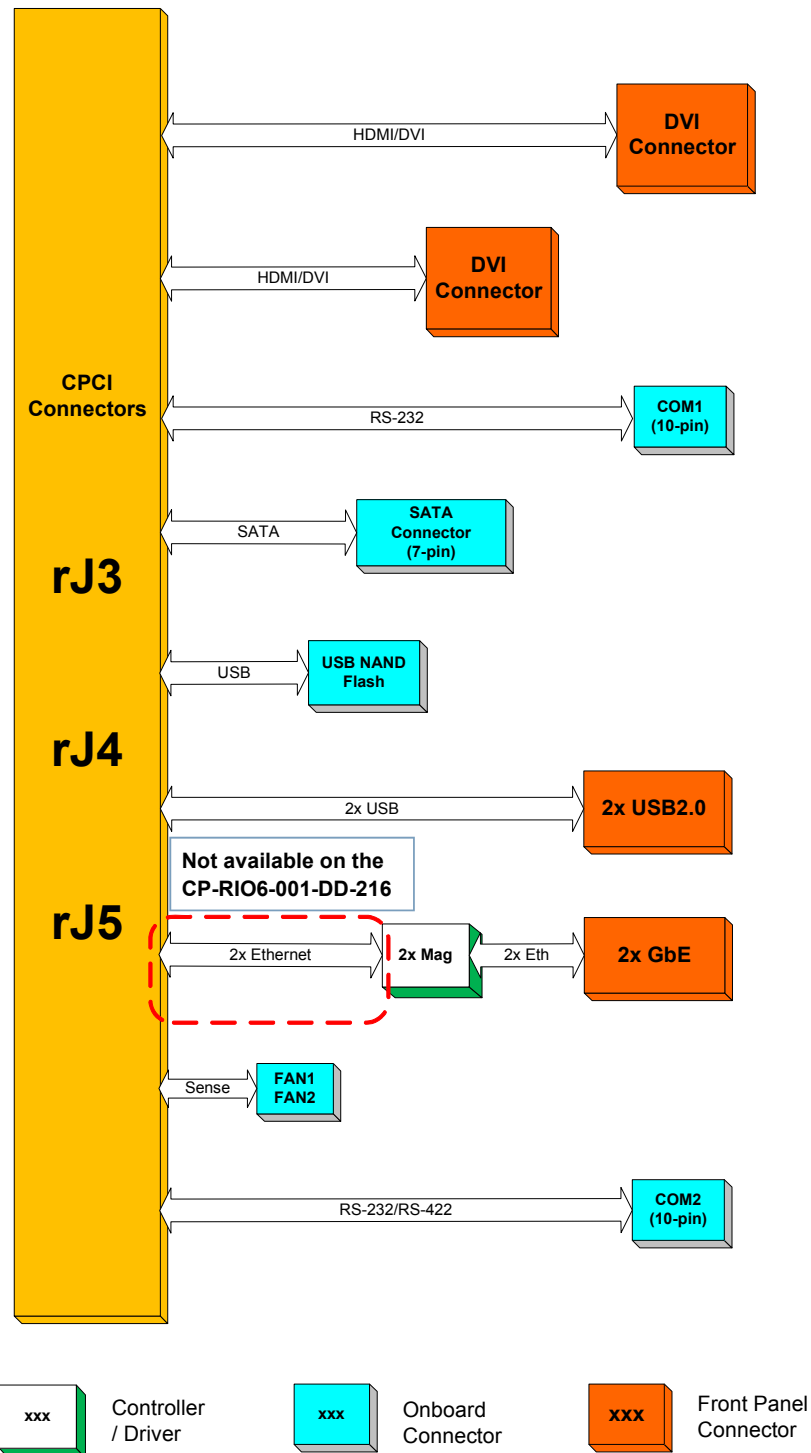 HDMI/DVI
DVI
Connector
HDMI/DVI
DVI
Connector
CPCI
Connectors
RS-232
COM1
(10-pin)
SATA
SATA
Connector
(7-pin)
rJ3
USB
USB NAND
Flash
rJ4
2x USB
2x USB2.0
Not available on the
CP-RIO6-001-DD-216
rJ5
2x Ethernet
2x Mag
2x Eth
2x GbE
Sense
FAN1
FAN2
RS-232/RS-422
COM2
(10-pin)
xxx
Controller
/ Driver
xxx
Onboard
Connector
xxx
Front Panel
Connector